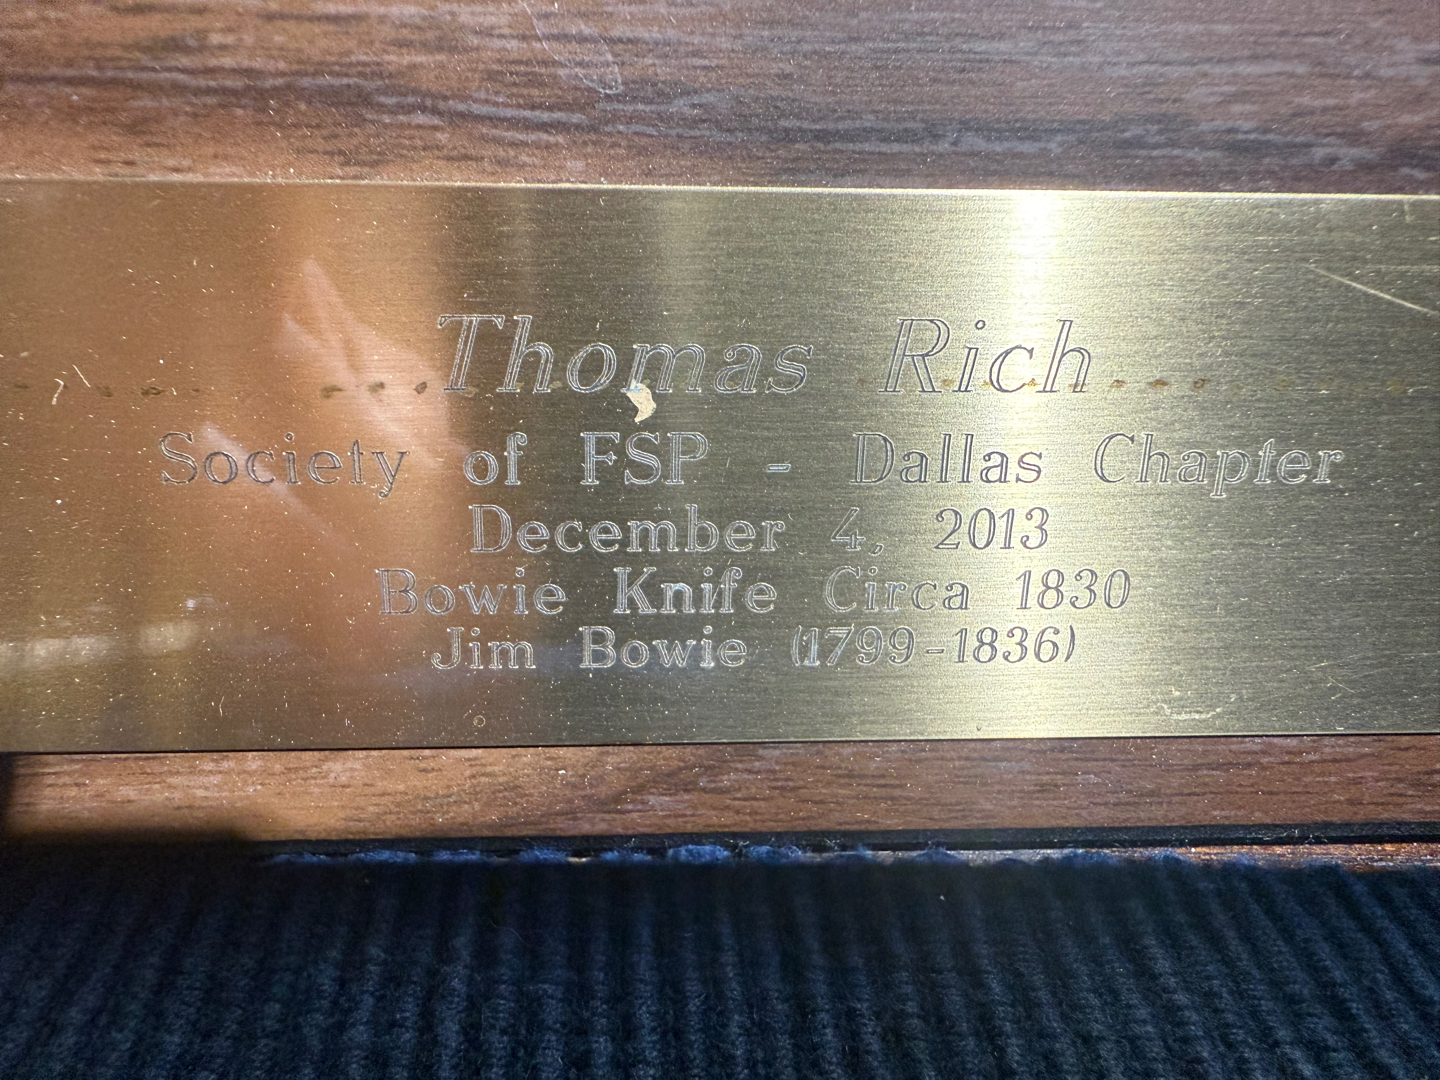 Thomas Rich
Society of FSP - Dallas Chapter
December 4, 2013
Bowie Knife Circa 1830
Jim Bowie (1799-1836)